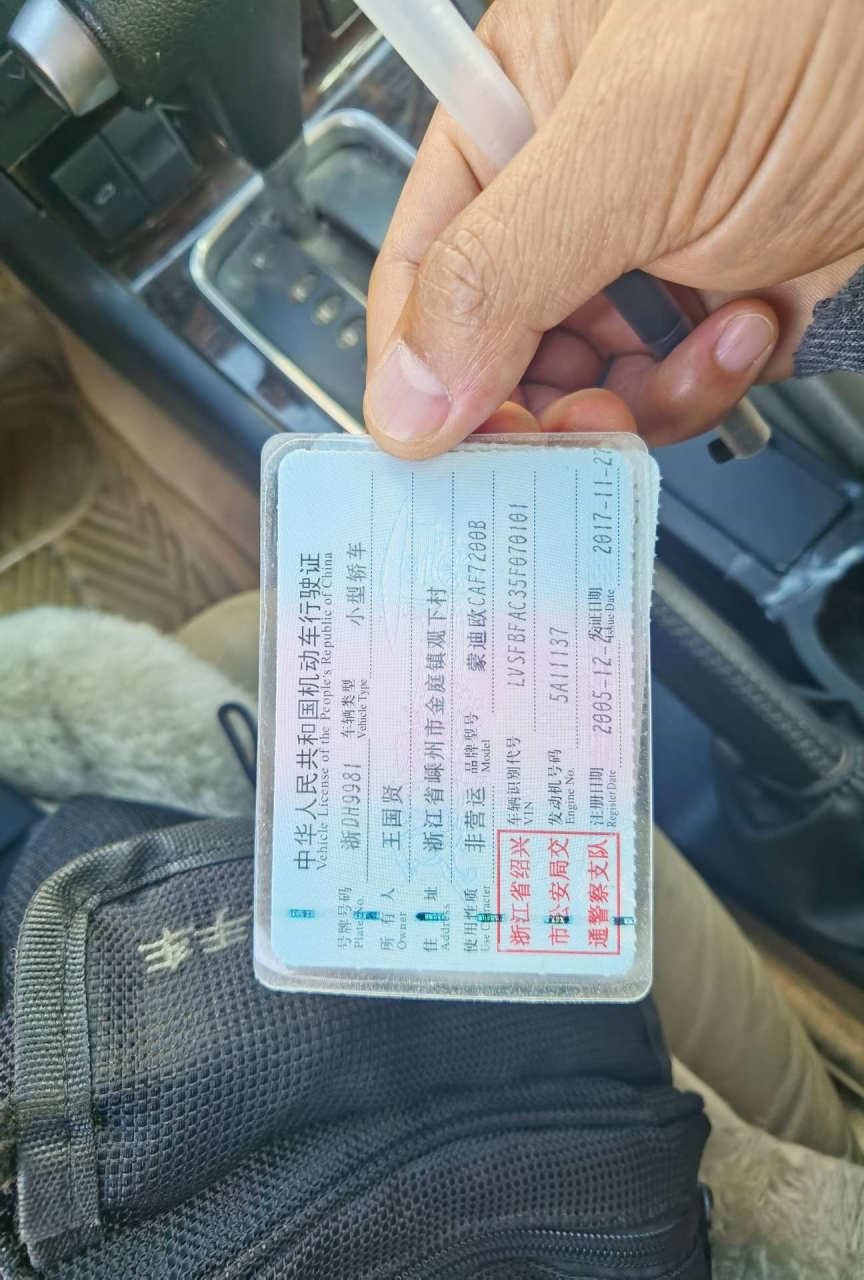 中华人民共和国机动车行驶证
Vehicle License of the People's Republic of China
号牌号码 浙DH9981 车辆类型 小型轿车
Plate No. Vehicle Type
所有人 王国贤
Owner
住址 浙江省嵊州市金庭镇观下村
Address
使用性质 非营运 品牌型号 蒙迪欧CAF7200B
Use Character Model
浙江省绍兴
市公安局交
通警察支队
车辆识别代号 LVSFBFAC35F070101
VIN
发动机号码 5A11137
Engine No.
注册日期 2005-12- 发证日期 2017-11-27
Register Date Issue Date